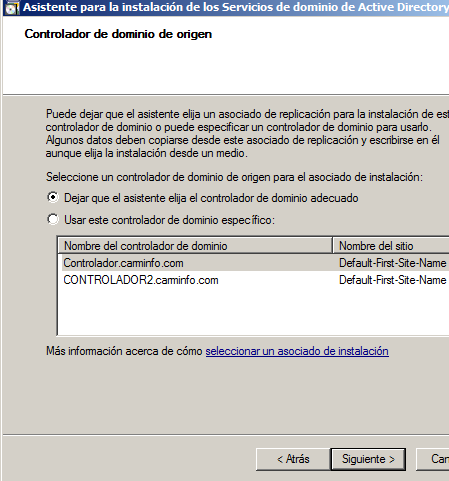 Asistente para la instalación de los Servicios de dominio de Active Directory
Controlador de dominio de origen
Puede dejar que el asistente elija un asociado de replicación para la instalación de est
controlador de dominio o puede especificar un controlador de dominio para usarlo.
Algunos datos deben copiarse desde este asociado de replicación y escribirse en él
aunque elija la instalación desde un medio.
Seleccione un controlador de dominio de origen para el asociado de instalación:
Dejar que el asistente elija el controlador de dominio adecuado
Usar este controlador de dominio específico:
Nombre del controlador de dominio Nombre del sitio
Controlador.carminfo.com Default-First-Site-Name
CONTROLADOR2.carminfo.com Default-First-Site-Name
Más información acerca de cómo seleccionar un asociado de instalación
< Atrás Siguiente > Can